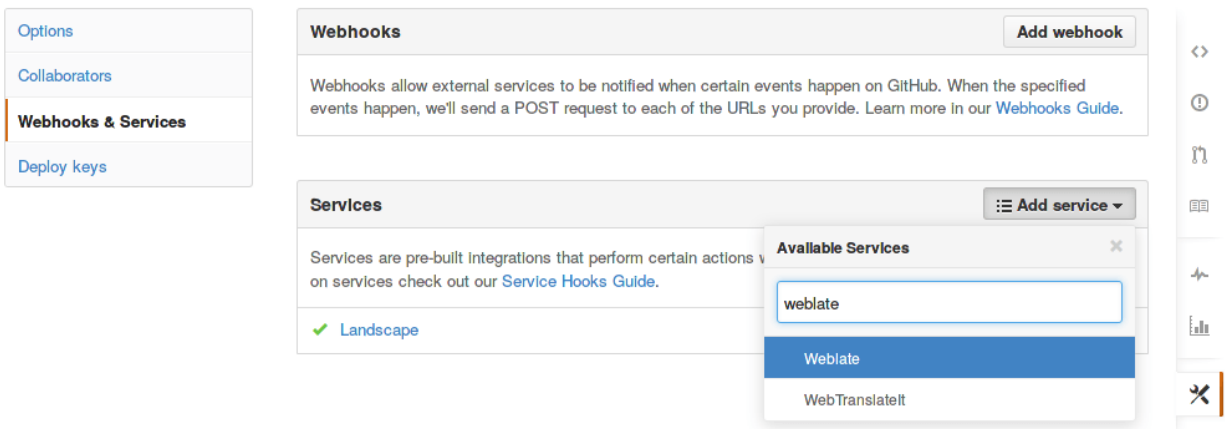 Options
Collaborators
Webhooks & Services
Deploy keys
Webhooks
Add webhook
Webhooks allow external services to be notified when certain events happen on GitHub. When the specified
events happen, we'll send a POST request to each of the URLs you provide. Learn more in our Webhooks Guide.
Services
Add service
Services are pre-built integrations that perform certain actions
on services check out our Service Hooks Guide.
Landscape
Available Services
weblate
Weblate
WebTranslateIt